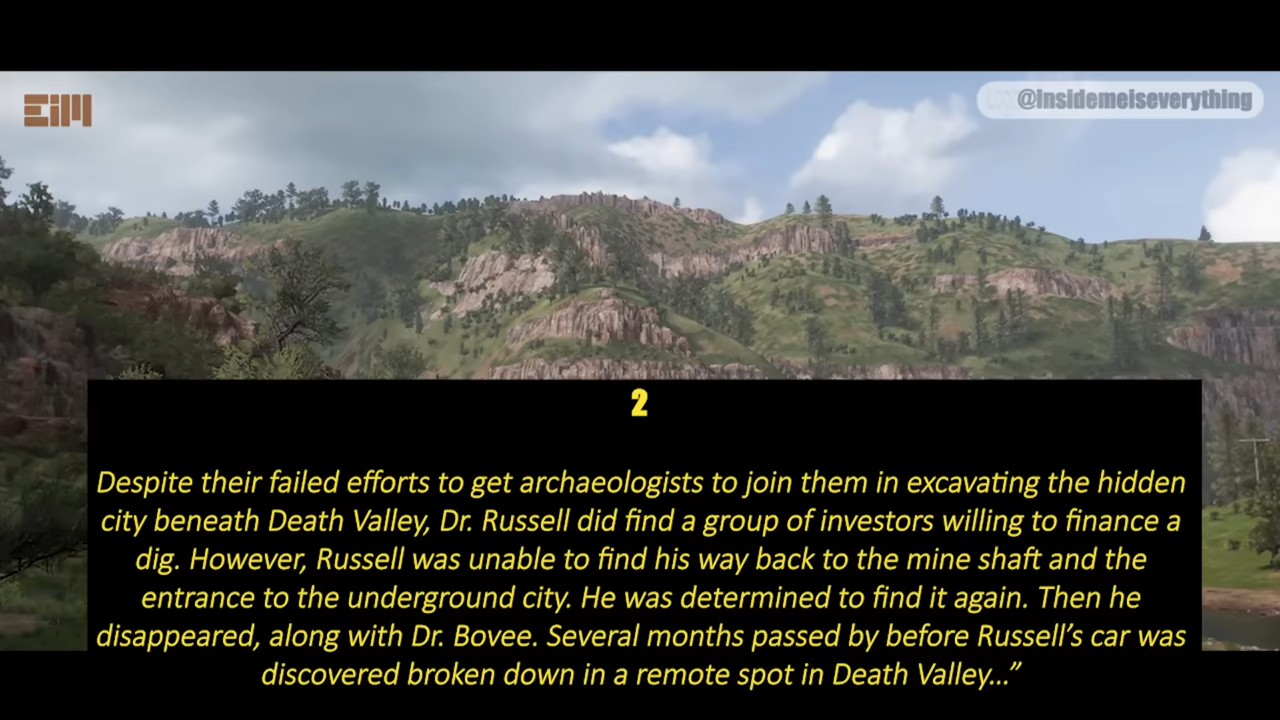 EIM
@Insidemeiseverything
2
Despite their failed efforts to get archaeologists to join them in excavating the hidden
city beneath Death Valley, Dr. Russell did find a group of investors willing to finance a
dig. However, Russell was unable to find his way back to the mine shaft and the
entrance to the underground city. He was determined to find it again. Then he
disappeared, along with Dr. Bovee. Several months passed by before Russell’s car was
discovered broken down in a remote spot in Death Valley...”